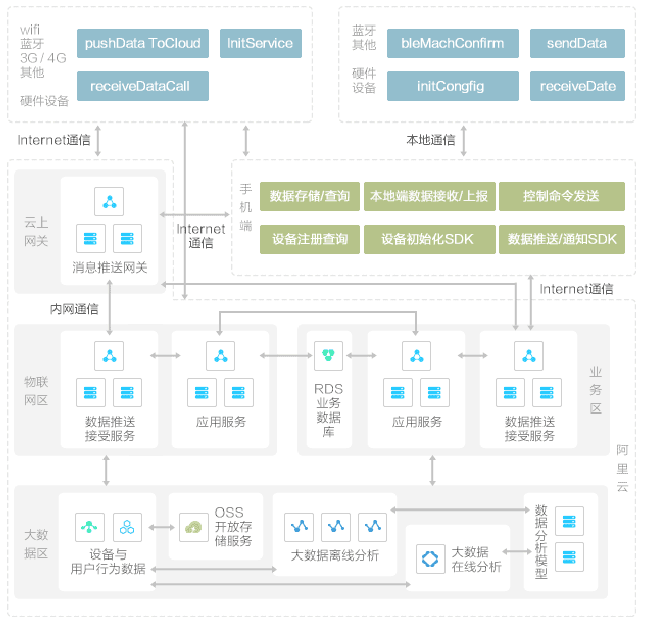 wifi
蓝牙
3G / 4G
其他
硬件设备
pushData ToCloud
InitService
receiveDataCall
蓝牙
其他
硬件
设备
bleMachConfirm
sendData
initCongfig
receiveDate
Internet通信
本地通信
云上
网关
消息推送网关
Internet
通信
手
机
端
数据存储/查询
本地端数据接收/上报
控制命令发送
设备注册查询
设备初始化SDK
数据推送/通知SDK
内网通信
Internet通信
物联
网区
数据推送
接受服务
应用服务
RDS
业务
数据
库
应用服务
数据推送
接受服务
业
务
区
阿
里
云
大数
据区
设备与
用户行为数据
OSS
开放存
储服务
大数据离线分析
大数据
在线分析
数
据
分
析
模
型